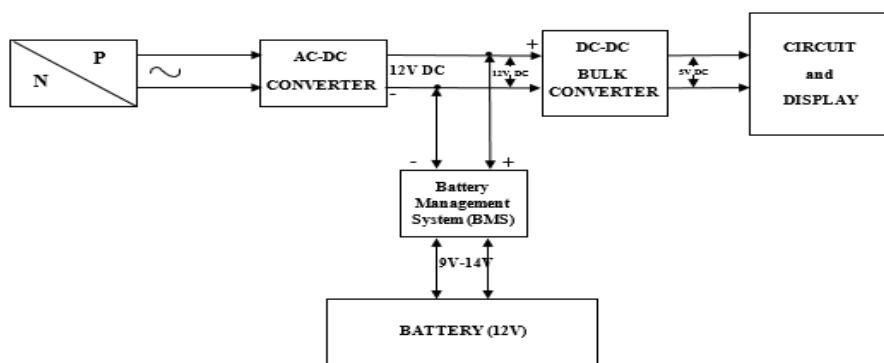 P
N
AC-DC
CONVERTER
12V DC
-
+
12V DC
DC-DC
BULK
CONVERTER
5V DC
CIRCUIT
and
DISPLAY
-
+
Battery
Management
System (BMS)
9V-14V
BATTERY (12V)